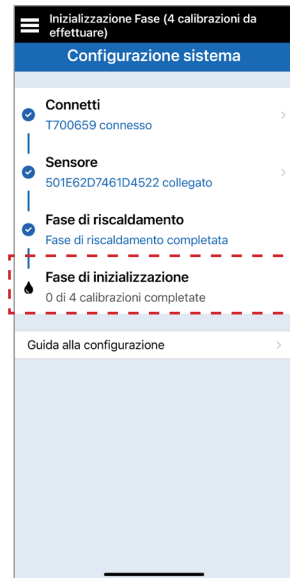 Inizializzazione Fase (4 calibrazioni da
effettuare)
Configurazione sistema
Connetti
T700659 connesso
Sensore
501E62D7461D4522 collegato
Fase di riscaldamento
Fase di riscaldamento completata
Fase di inizializzazione
0 di 4 calibrazioni completate
Guida alla configurazione